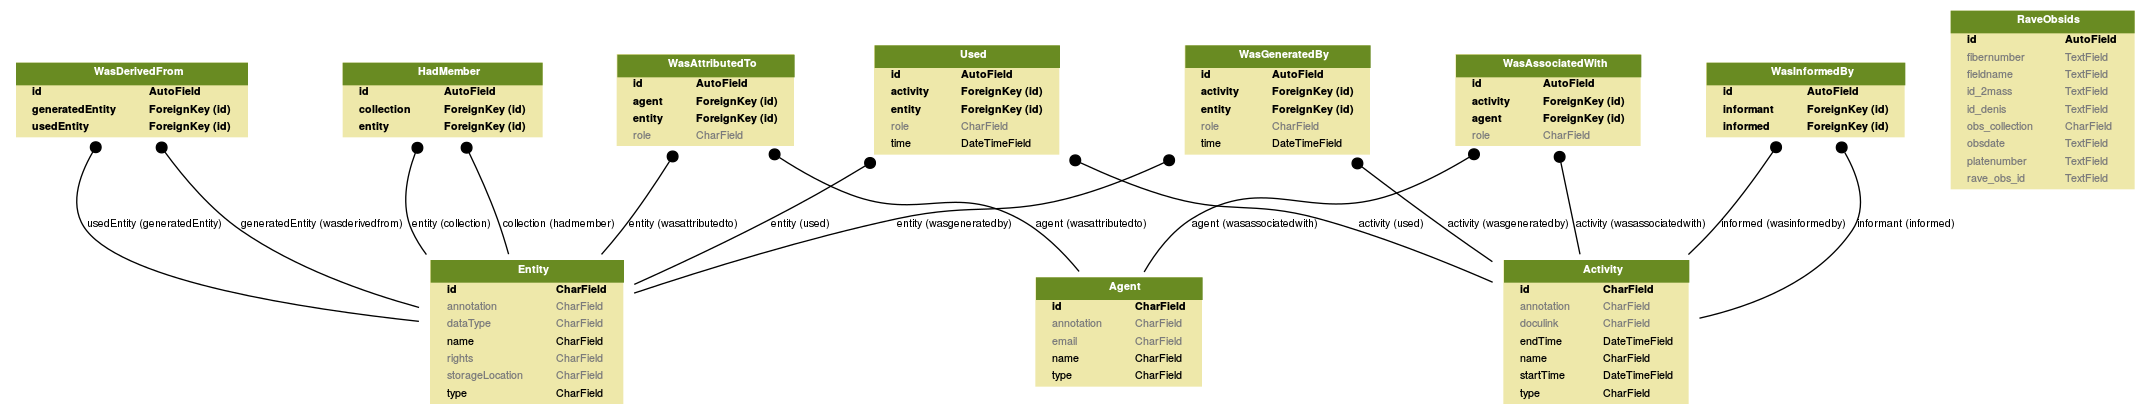 WasDerivedFrom
id AutoField
generatedEntity ForeignKey (id)
usedEntity ForeignKey (id)
HadMember
id AutoField
collection ForeignKey (id)
entity ForeignKey (id)
WasAttributedTo
id AutoField
agent ForeignKey (id)
entity ForeignKey (id)
role CharField
Used
id AutoField
activity ForeignKey (id)
entity ForeignKey (id)
role CharField
time DateTimeField
WasGeneratedBy
id AutoField
activity ForeignKey (id)
entity ForeignKey (id)
role CharField
time DateTimeField
WasAssociatedWith
id AutoField
activity ForeignKey (id)
agent ForeignKey (id)
role CharField
WasInformedBy
id AutoField
informant ForeignKey (id)
informed ForeignKey (id)
RaveObsids
id AutoField
fibernumber TextField
fieldname TextField
id_2mass TextField
id_denis TextField
obs_collection CharField
obsdate TextField
platenumber TextField
rave_obs_id TextField
usedEntity (generatedEntity)
generatedEntity (wasderivedfrom)
entity (collection)
collection (hadmember)
entity (wasattributedto)
entity (used)
entity (wasgeneratedby)
agent (wasattributedto)
agent (wasassociatedwith)
activity (used)
activity (wasgeneratedby)
activity (wasassociatedwith)
informed (wasinformedby)
informant (informed)
Entity
id CharField
annotation CharField
dataType CharField
name CharField
rights CharField
storageLocation CharField
type CharField
Agent
id CharField
annotation CharField
email CharField
name CharField
type CharField
Activity
id CharField
annotation CharField
doculink CharField
endTime DateTimeField
name CharField
startTime DateTimeField
type CharField